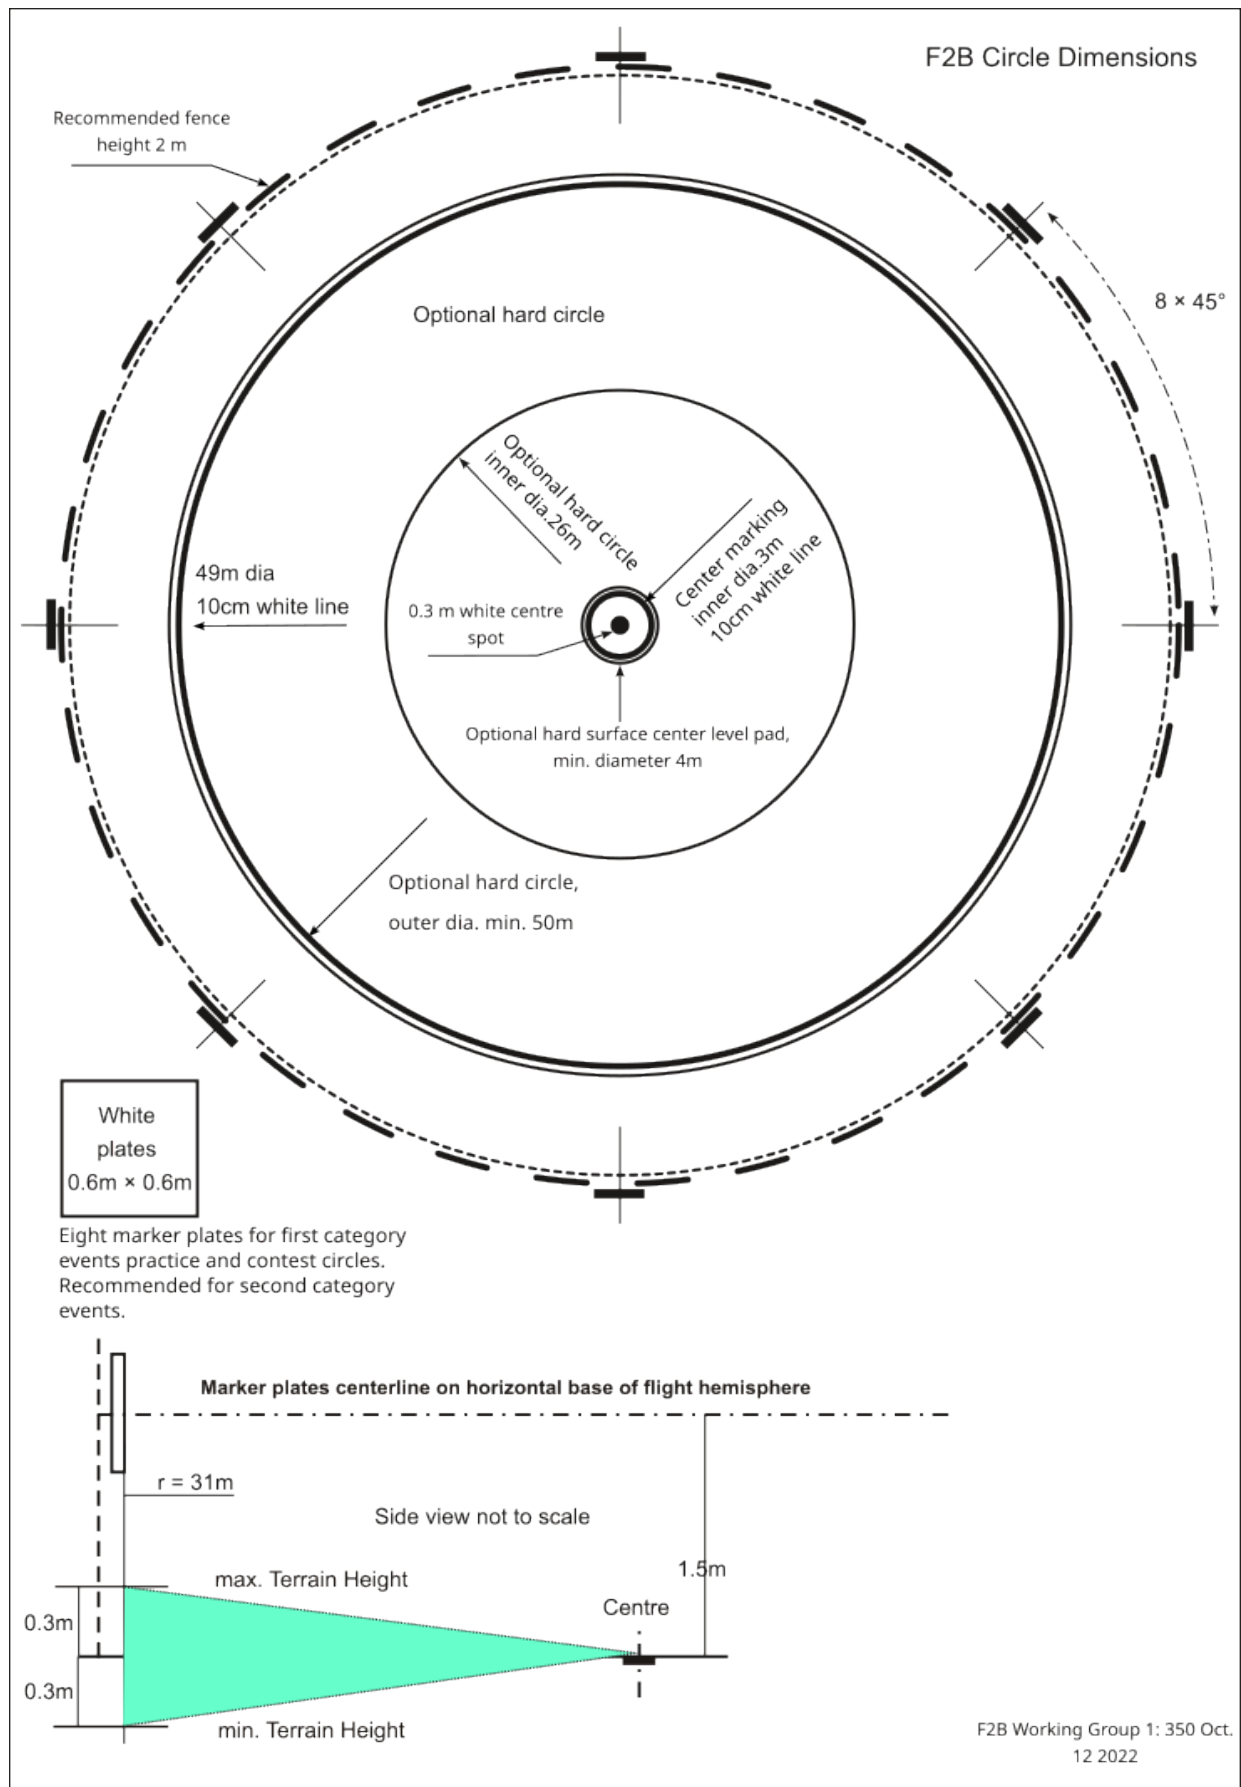 F2B Circle Dimensions
Recommended fence
height 2 m
8 × 45°
Optional hard circle
Optional hard circle
inner dia.26m
Center marking
inner dia.3m
10cm white line
49m dia
10cm white line
0.3 m white centre
spot
Optional hard surface center level pad,
min. diameter 4m
Optional hard circle,
outer dia. min. 50m
White
plates
0.6m × 0.6m
Eight marker plates for first category
events practice and contest circles.
Recommended for second category
events.
Marker plates centerline on horizontal base of flight hemisphere
r = 31m
Side view not to scale
1.5m
max. Terrain Height
Centre
0.3m
0.3m
min. Terrain Height
F2B Working Group 1: 350 Oct.
12 2022